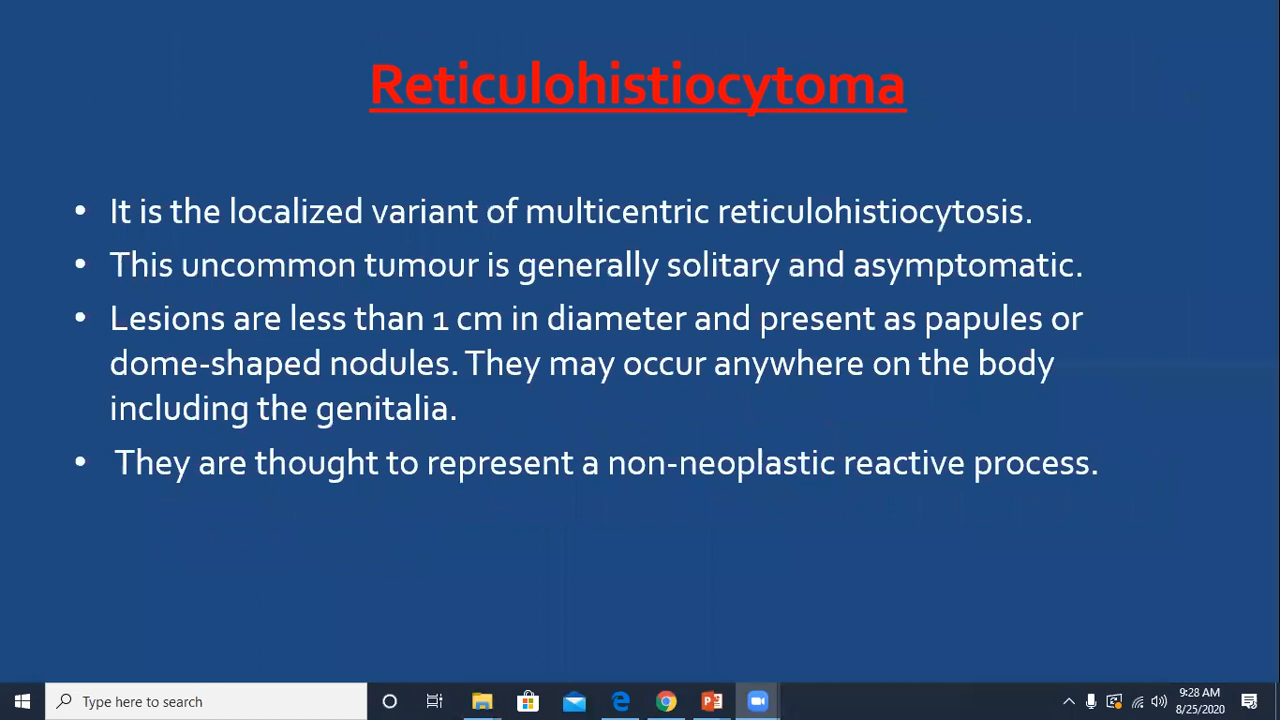 Reticulohistiocytoma
• It is the localized variant of multicentric reticulohistiocytosis.
• This uncommon tumour is generally solitary and asymptomatic.
• Lesions are less than 1 cm in diameter and present as papules or
dome-shaped nodules. They may occur anywhere on the body
including the genitalia.
• They are thought to represent a non-neoplastic reactive process.
Type here to search
9:28 AM
8/25/2020